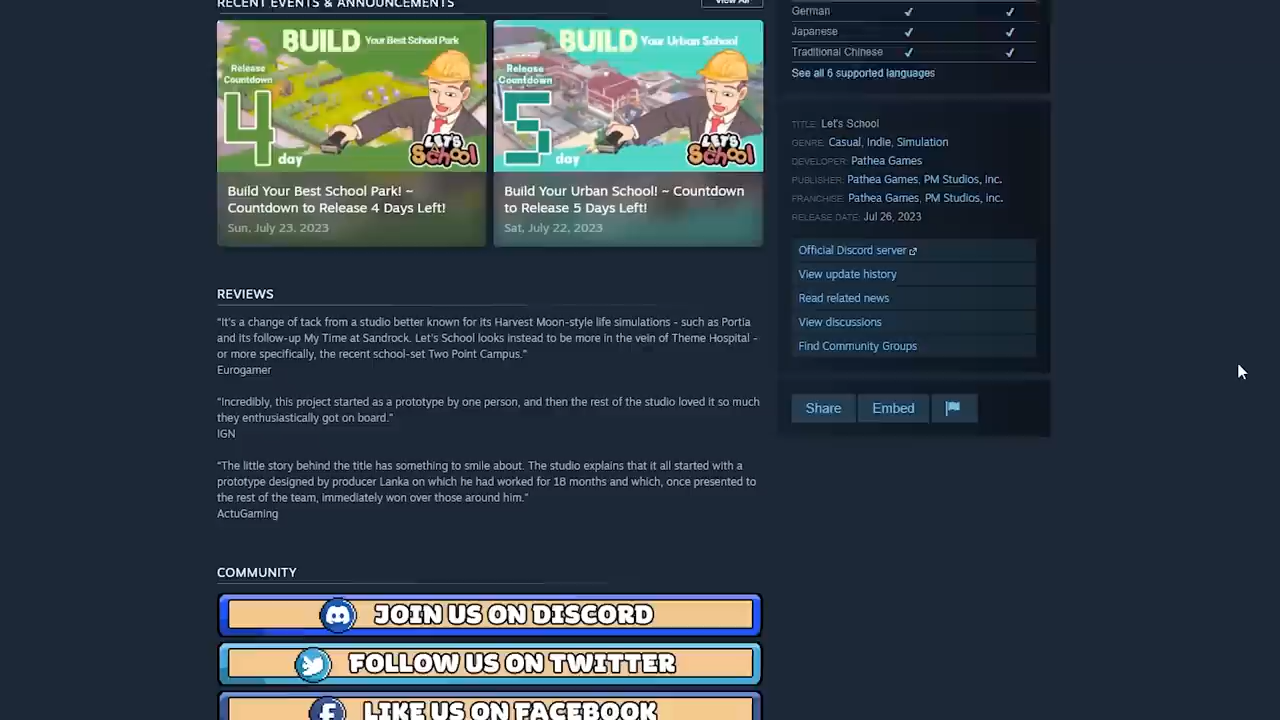 RECENT EVENTS & ANNOUNCEMENTS
View All
BUILD Your Best School Park
Release
Countdown
4
day
LET'S
School
Build Your Best School Park! ~
Countdown to Release 4 Days Left!
Sun, July 23, 2023
BUILD Your Urban School
Release
Countdown
5
day
LET'S
School
Build Your Urban School! ~ Countdown
to Release 5 Days Left!
Sat, July 22, 2023
REVIEWS
“It's a change of tack from a studio better known for its Harvest Moon-style life simulations - such as Portia
and its follow-up My Time at Sandrock. Let's School looks instead to be more in the vein of Theme Hospital -
or more specifically, the recent school-set Two Point Campus.”
Eurogamer
“Incredibly, this project started as a prototype by one person, and then the rest of the studio loved it so much
they enthusiastically got on board.”
IGN
“The little story behind the title has something to smile about. The studio explains that it all started with a
prototype designed by producer Lanka on which he had worked for 18 months and which, once presented to
the rest of the team, immediately won over those around him.”
ActuGaming
COMMUNITY
JOIN US ON DISCORD
FOLLOW US ON TWITTER
LIKE US ON FACEBOOK
German ✔ ✔
Japanese ✔ ✔
Traditional Chinese ✔ ✔
See all 6 supported languages
TITLE: Let's School
GENRE: Casual, Indie, Simulation
DEVELOPER: Pathea Games
PUBLISHER: Pathea Games, PM Studios, Inc.
FRANCHISE: Pathea Games, PM Studios, Inc.
RELEASE DATE: Jul 26, 2023
Official Discord server
View update history
Read related news
View discussions
Find Community Groups
Share
Embed